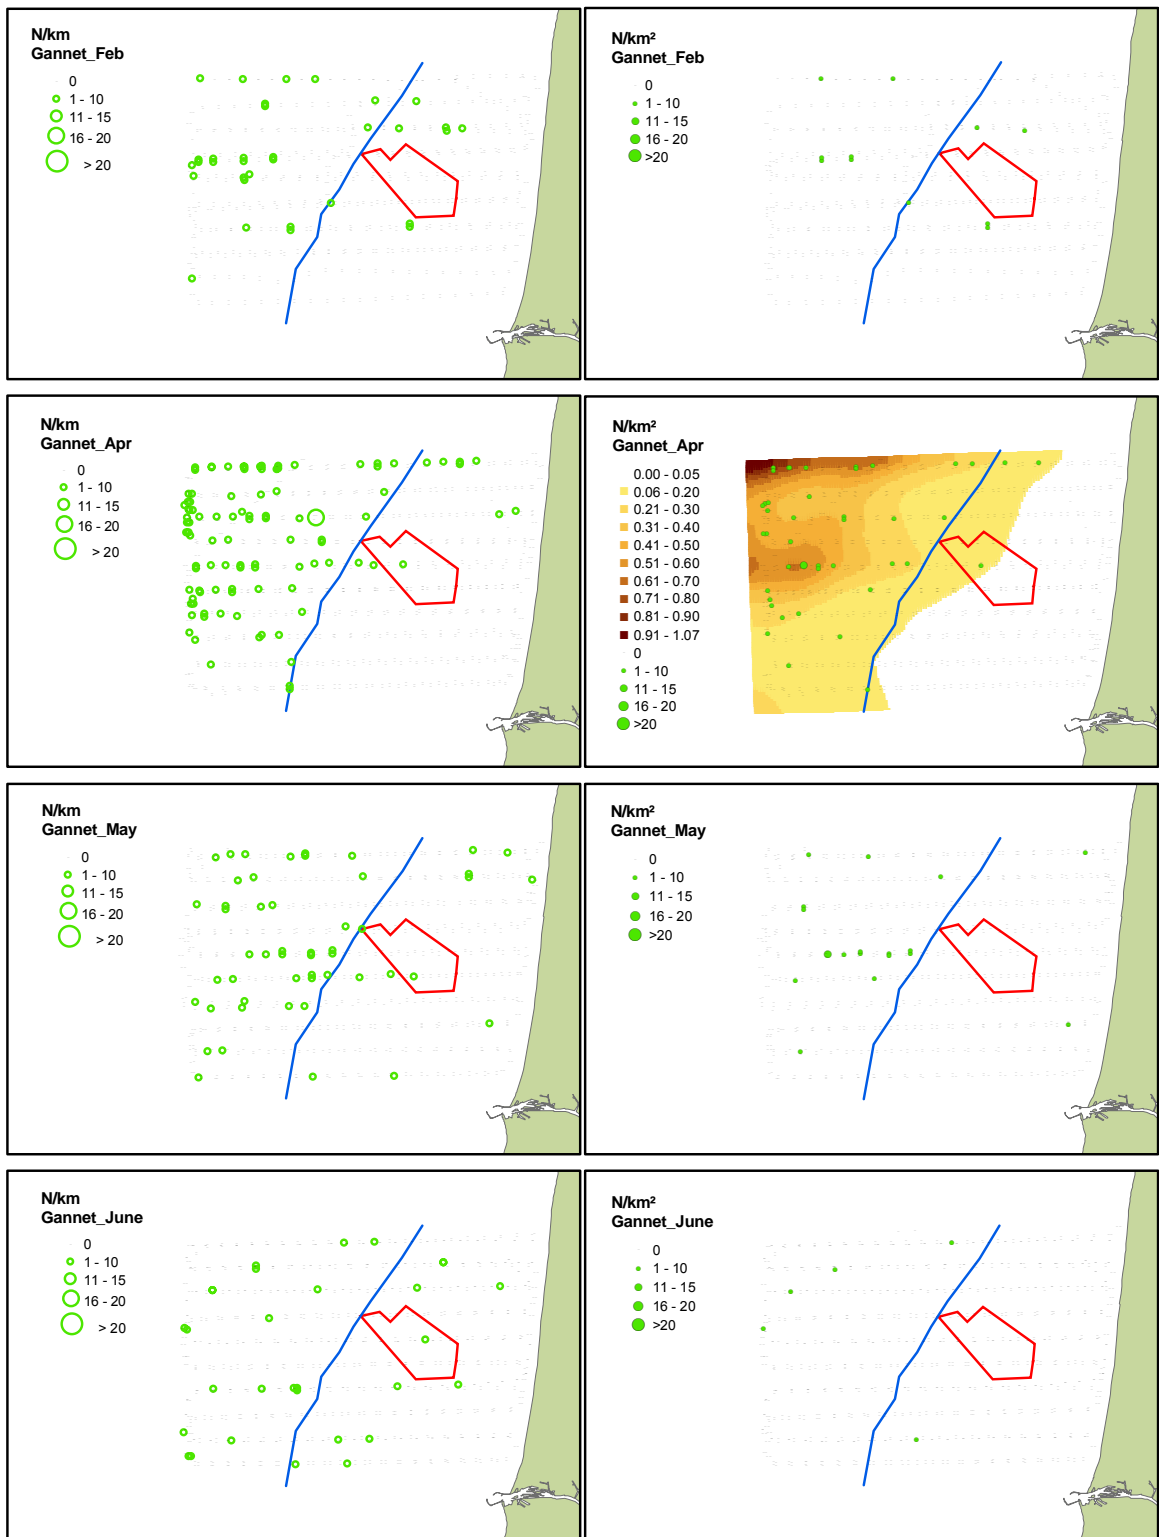 N/km
Gannet_Feb
0
1 - 10
11 - 15
16 - 20
> 20
N/km²
Gannet_Feb
0
1 - 10
11 - 15
16 - 20
>20
N/km
Gannet_Apr
0
1 - 10
11 - 15
16 - 20
> 20
N/km²
Gannet_Apr
0.00 - 0.05
0.06 - 0.20
0.21 - 0.30
0.31 - 0.40
0.41 - 0.50
0.51 - 0.60
0.61 - 0.70
0.71 - 0.80
0.81 - 0.90
0.91 - 1.07
0
1 - 10
11 - 15
16 - 20
>20
N/km
Gannet_May
0
1 - 10
11 - 15
16 - 20
> 20
N/km²
Gannet_May
0
1 - 10
11 - 15
16 - 20
>20
N/km
Gannet_June
0
1 - 10
11 - 15
16 - 20
> 20
N/km²
Gannet_June
0
1 - 10
11 - 15
16 - 20
>20